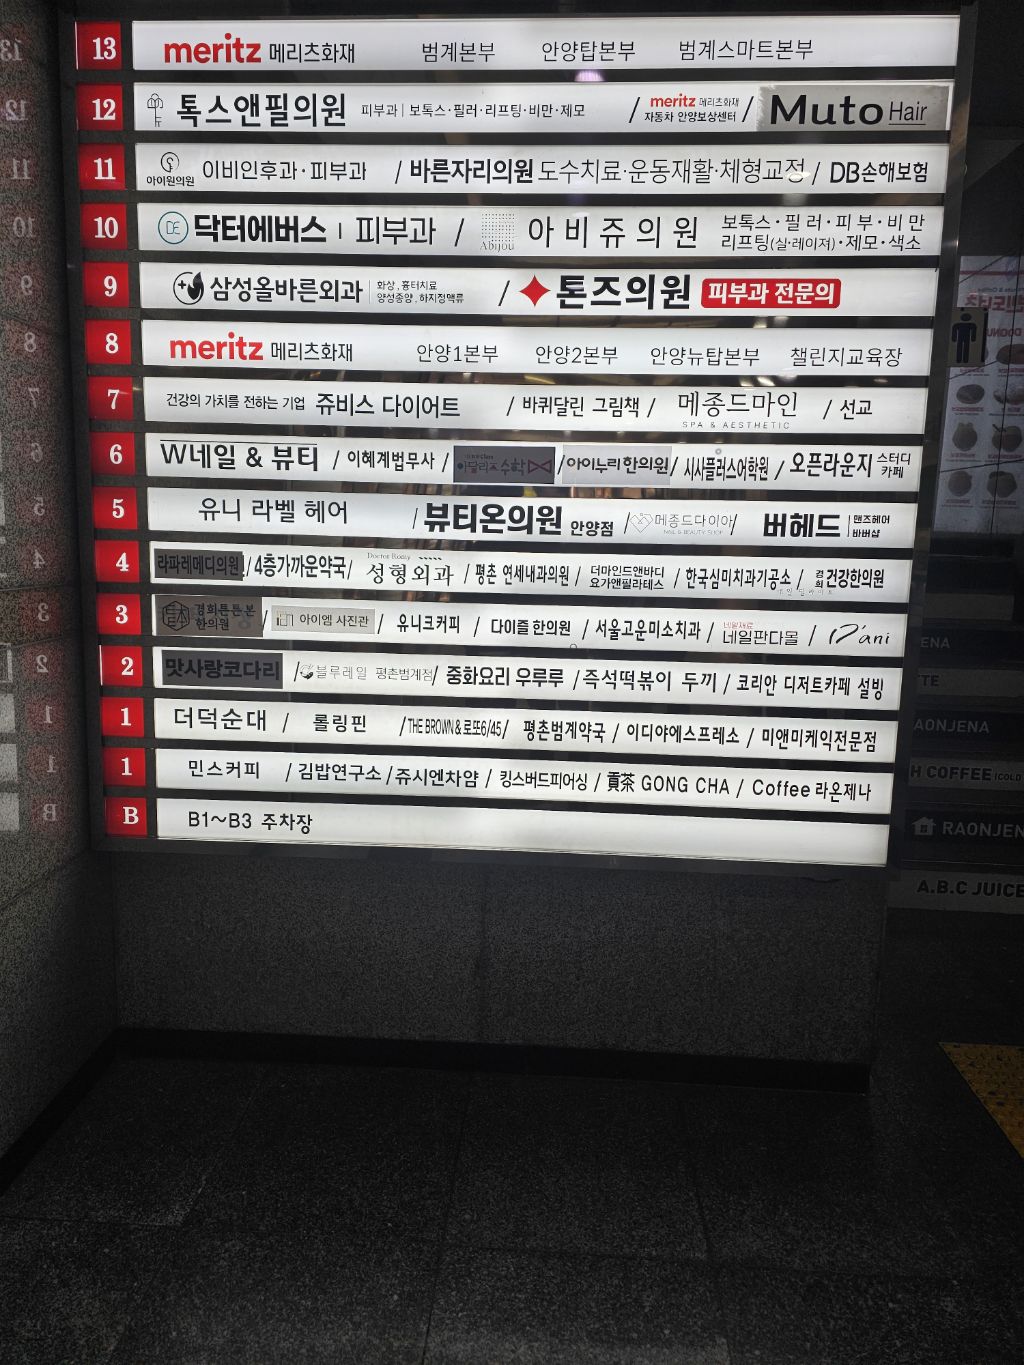 13 meritz 메리츠화재 범계본부 안양탑본부 범계스마트본부
12 톡스앤필의원 피부과 | 보톡스·필러·리프팅·비만·제모 / meritz 메리츠화재 자동차 안양보상센터 / Muto Hair
11 아이원의원 이비인후과·피부과 / 바른자리의원 도수치료·운동재활·체형교정 / DB손해보험
10 DE 닥터에버스 | 피부과 / Abijou 아비쥬의원 보톡스·필러·피부·비만
리프팅(실·레이져)·제모·색소
9 삼성올바른외과 화상,흉터치료
양성종양,하지정맥류 / 톤즈의원 피부과 전문의
8 meritz 메리츠화재 안양1본부 안양2본부 안양뉴탑본부 챌린지교육장
7 건강의 가치를 전하는 기업 쥬비스 다이어트 / 바퀴달린 그림책 / 메종드마인 SPA & AESTHETIC / 선교
6 W네일 & 뷰티 / 이혜계법무사 / 수학 / 아이누리한의원 / 시사플러스어학원 / 오픈라운지 스터디 카페
5 유니 라벨 헤어 / 뷰티온의원 안양점 / 메종드다이아 / 버헤드 | 맨즈헤어 바버샵
4 라파레메디의원 / 4층가까운약국 / Doctor Romy 성형외과 / 평촌 연세내과의원 / 더마인드앤바디 요가앤필라테스 / 한국심미치과기공소 / 경희 건강한의원
3 경희튼튼본 한의원 / 아이엠 사진관 / 유니크커피 / 다이즐 한의원 / 서울고운미소치과 / 네일재료 네일판다몰 / D'ani
2 맛사랑코다리 / 블루레일 평촌범계점 / 중화요리 우루루 / 즉석떡볶이 두끼 / 코리안 디저트카페 설빙
1 더덕순대 / 롤링핀 / THE BROWN & 로또6/45 / 평촌범계약국 / 이디야에스프레소 / 미앤미케익전문점
1 민스커피 / 김밥연구소 / 쥬시엔차얌 / 킹스버드피어싱 / 貢茶 GONG CHA / Coffee 라온제나
B B1~B3 주차장
ENA
TTE
AONJENA
H COFFEE
RAONJEN
A.B.C JUICE